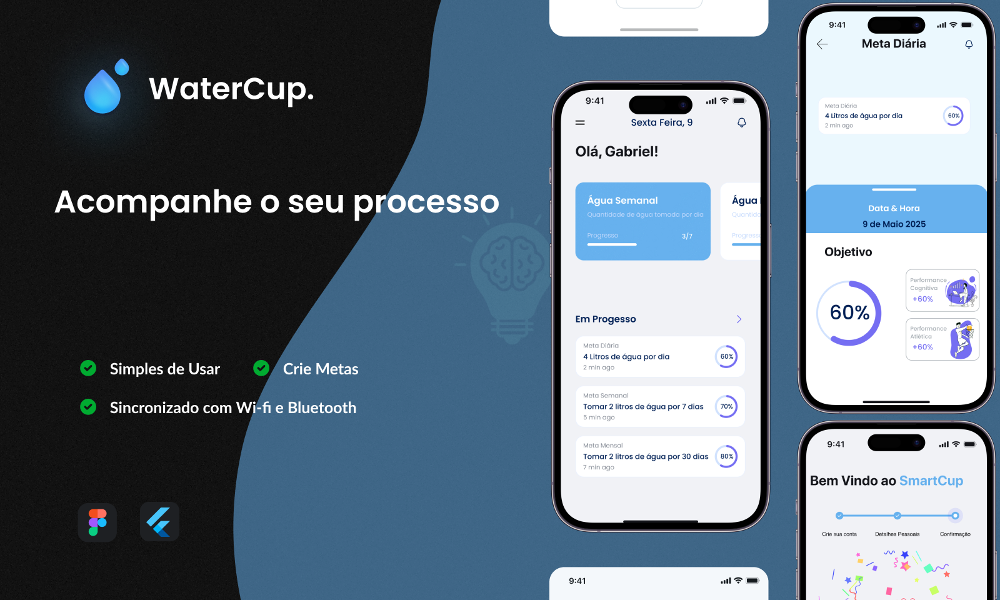 WaterCup.
Acompanhe o seu processo
Simples de Usar
Crie Metas
Sincronizado com Wi-fi e Bluetooth
9:41
Sexta Feira, 9
Olá, Gabriel!
Água Semanal
Quantidade de água tomada por dia
Progresso
3/7
Água
Quantida
Progress
Em Progesso
Meta Diária
4 Litros de água por dia
2 min ago
60%
Meta Semanal
Tomar 2 litros de água por 7 dias
5 min ago
70%
Meta Mensal
Tomar 2 litros de água por 30 dias
7 min ago
80%
9:41
9:41
Meta Diária
Meta Diária
4 Litros de água por dia
2 min ago
60%
Data & Hora
9 de Maio 2025
Objetivo
60%
Performance
Cognitiva
+60%
Performance
Atlética
+60%
9:41
Bem Vindo ao SmartCup
Crie sua conta
Detalhes Pessoais
Confirmação